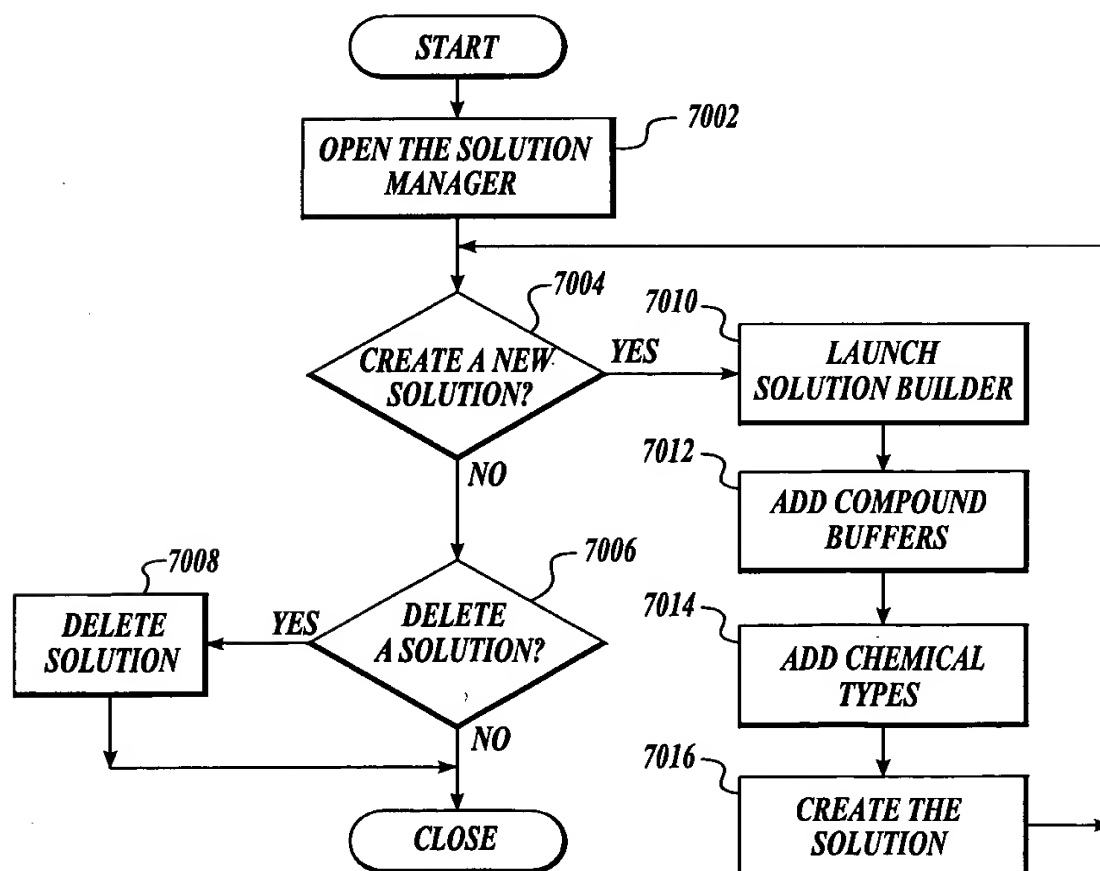 START
7002
OPEN THE SOLUTION
MANAGER
7004
CREATE A NEW
SOLUTION?
YES
NO
7010
LAUNCH
SOLUTION BUILDER
7012
ADD COMPOUND
BUFFERS
7014
ADD CHEMICAL
TYPES
7016
CREATE THE
SOLUTION
7006
DELETE
A SOLUTION?
YES
NO
7008
DELETE
SOLUTION
CLOSE